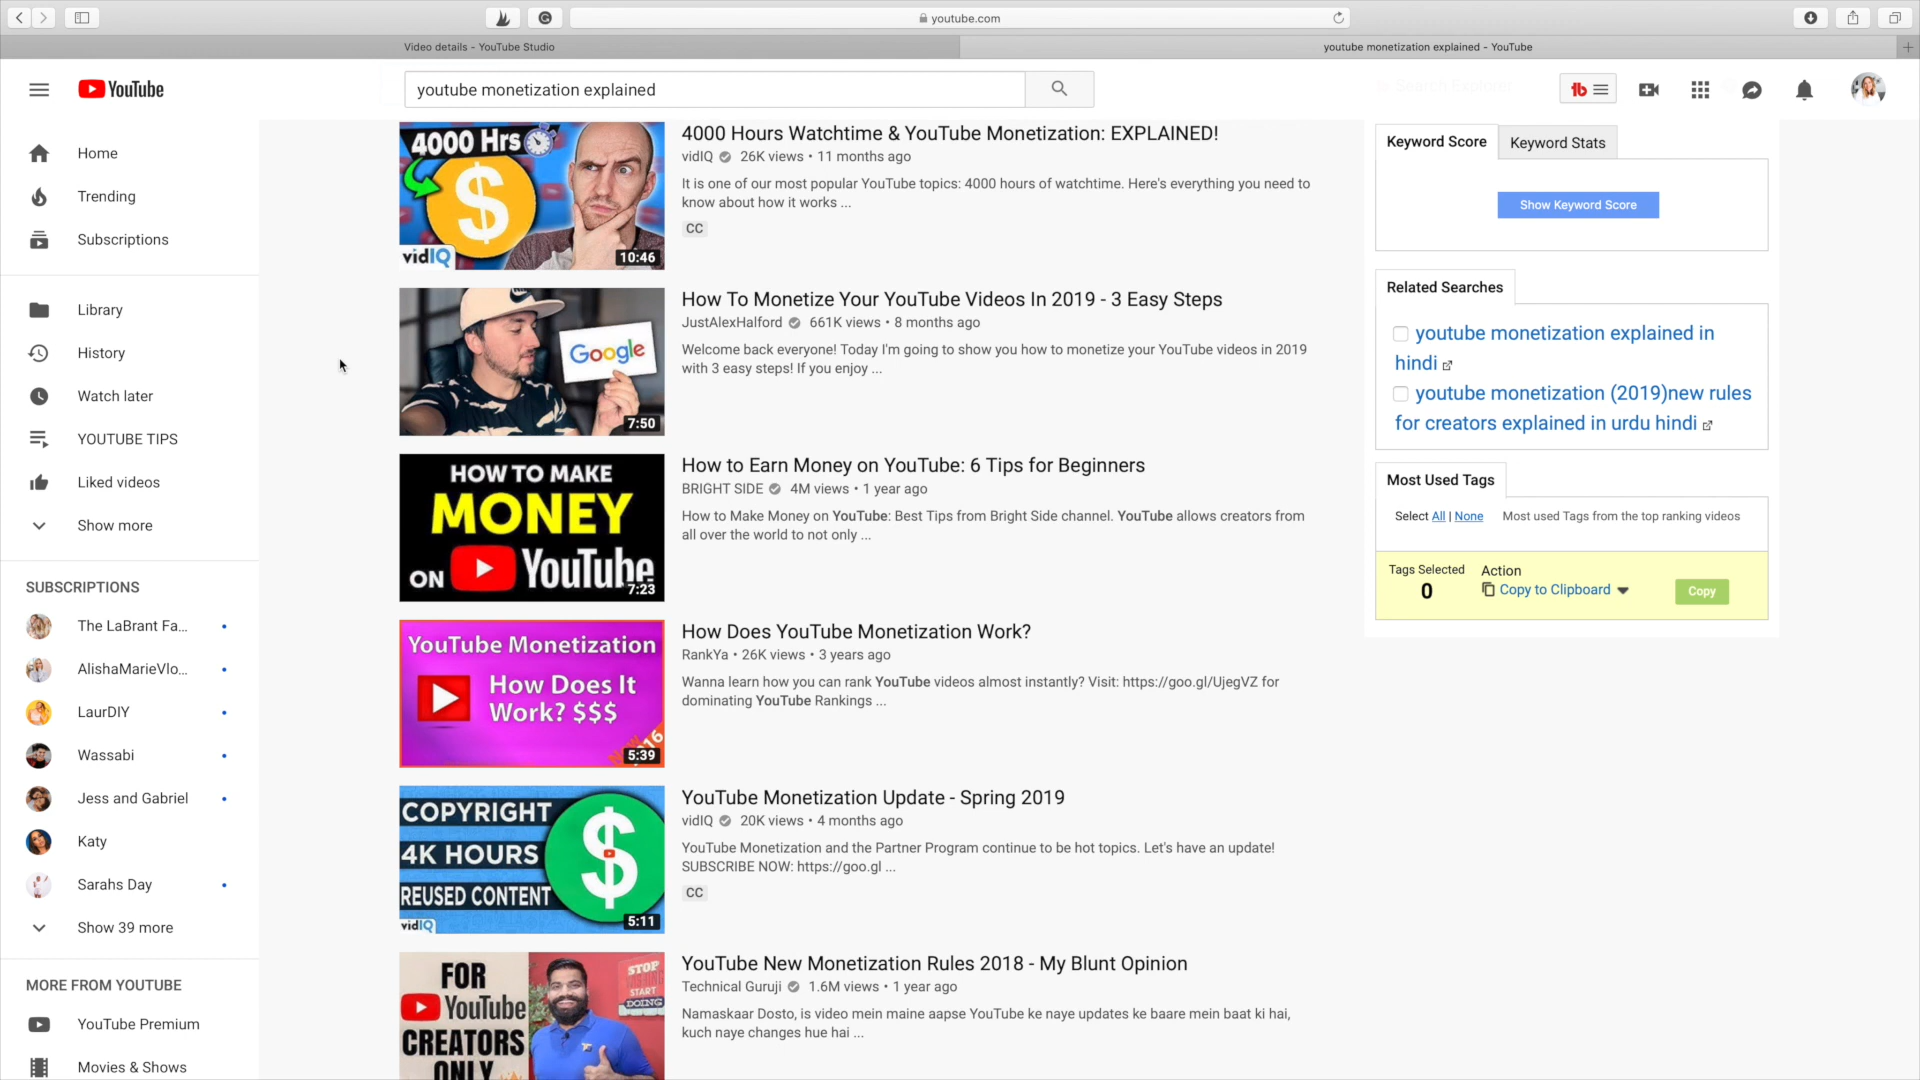 youtube.com
Video details - YouTube Studio
youtube monetization explained - YouTube
YouTube
youtube monetization explained
tb
Home
Trending
Subscriptions
Library
History
Watch later
YOUTUBE TIPS
Liked videos
Show more
SUBSCRIPTIONS
The LaBrant Fa...
AlishaMarieVlo...
LaurDIY
Wassabi
Jess and Gabriel
Katy
Sarahs Day
Show 39 more
MORE FROM YOUTUBE
YouTube Premium
Movies & Shows
4000 Hrs
$
vidIQ
10:46
4000 Hours Watchtime & YouTube Monetization: EXPLAINED!
vidIQ 26K views • 11 months ago
It is one of our most popular YouTube topics: 4000 hours of watchtime. Here's everything you need to
know about how it works ...
CC
Google
7:50
How To Monetize Your YouTube Videos In 2019 - 3 Easy Steps
JustAlexHalford 661K views • 8 months ago
Welcome back everyone! Today I'm going to show you how to monetize your YouTube videos in 2019
with 3 easy steps! If you enjoy ...
HOW TO MAKE
MONEY
ON YouTube
7:23
How to Earn Money on YouTube: 6 Tips for Beginners
BRIGHT SIDE 4M views • 1 year ago
How to Make Money on YouTube: Best Tips from Bright Side channel. YouTube allows creators from
all over the world to not only ...
YouTube Monetization
How Does It
Work? $$$
5:39
How Does YouTube Monetization Work?
RankYa • 26K views • 3 years ago
Wanna learn how you can rank YouTube videos almost instantly? Visit: https://goo.gl/UjegVZ for
dominating YouTube Rankings ...
COPYRIGHT
4K HOURS
REUSED CONTENT
$
vidIQ
5:11
YouTube Monetization Update - Spring 2019
vidIQ 20K views • 4 months ago
YouTube Monetization and the Partner Program continue to be hot topics. Let's have an update!
SUBSCRIBE NOW: https://goo.gl ...
CC
FOR
YouTube
CREATORS
ONLY
STOP
START
DOING
YouTube New Monetization Rules 2018 - My Blunt Opinion
Technical Guruji 1.6M views • 1 year ago
Namaskaar Dosto, is video mein maine aapse YouTube ke naye updates ke baare mein baat ki hai,
kuch naye changes hue hai ...
Keyword Score
Keyword Stats
Show Keyword Score
Related Searches
youtube monetization explained in
hindi
youtube monetization (2019)new rules
for creators explained in urdu hindi
Most Used Tags
Select All | None Most used Tags from the top ranking videos
Tags Selected
0
Action
Copy to Clipboard
Copy